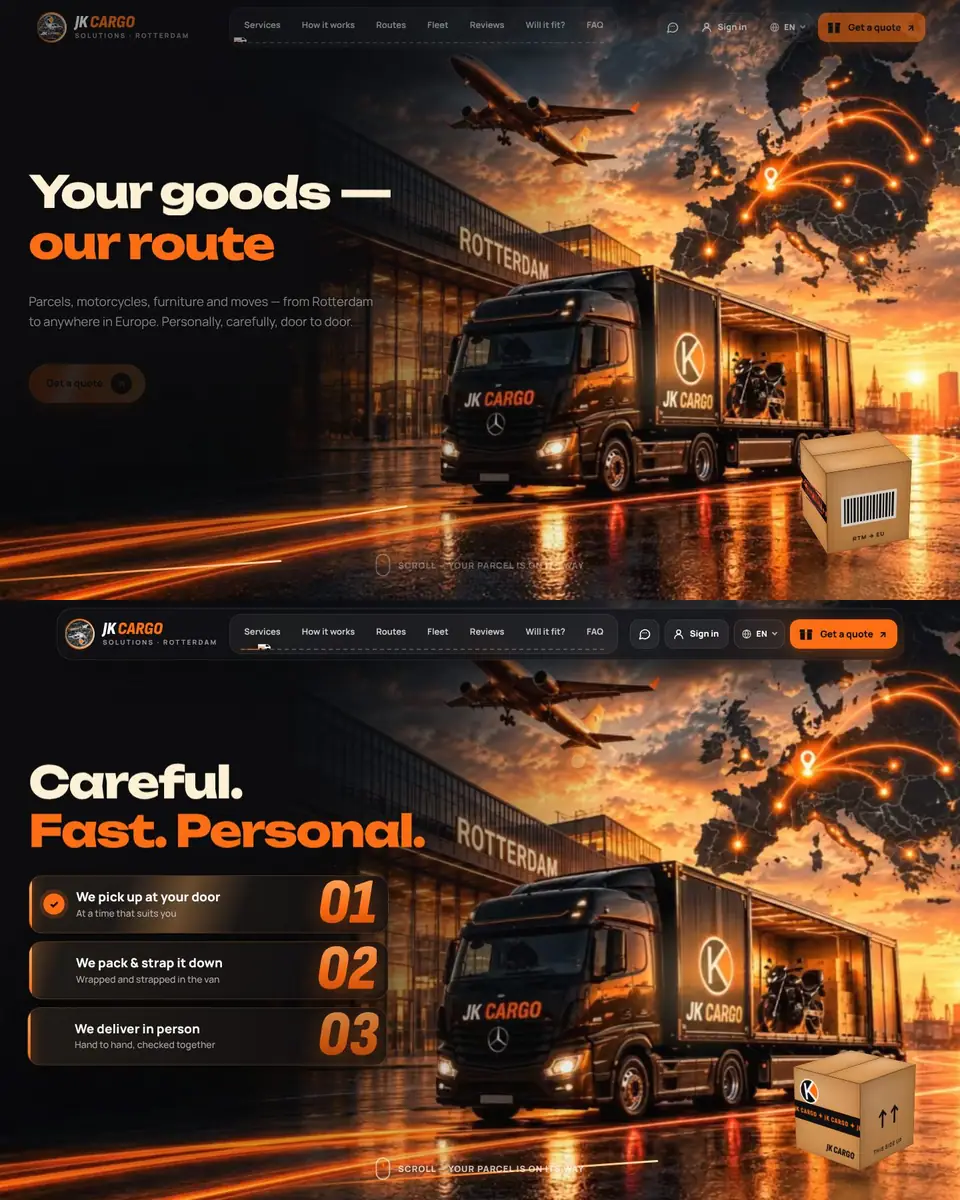 JK CARGO
SOLUTIONS · ROTTERDAM
Services How it works Routes Fleet Reviews Will it fit? FAQ
Sign in
EN
Get a quote
Your goods —
our route
Parcels, motorcycles, furniture and moves — from Rotterdam
to anywhere in Europe. Personally, carefully, door to door.
Get a quote
ROTTERDAM
K
JK CARGO
JK CARGO
RTM → EU
SCROLL — YOUR PARCEL IS ON ITS WAY
JK CARGO
SOLUTIONS · ROTTERDAM
Services How it works Routes Fleet Reviews Will it fit? FAQ
Sign in
EN
Get a quote
Careful.
Fast. Personal.
We pick up at your door
At a time that suits you
01
We pack & strap it down
Wrapped and strapped in the van
02
We deliver in person
Hand to hand, checked together
03
ROTTERDAM
K
JK CARGO
JK CARGO
K
CARGO + JK CARGO + J
JK CARGO
THIS SIDE UP
SCROLL — YOUR PARCEL IS ON ITS WAY